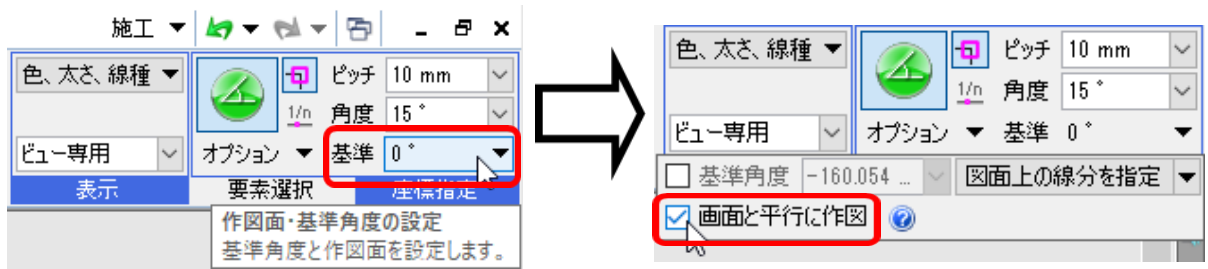 施工
色、太さ、線種
ピッチ 10 mm
1/n 角度 15 °
ビュー専用
オプション 基準 0 °
表示 要素選択 座標指定
作図面・基準角度の設定
基準角度と作図面を設定します。
色、太さ、線種
ピッチ 10 mm
1/n 角度 15 °
ビュー専用
オプション 基準 0 °
基準角度 -160.054 ... 図面上の線分を指定
画面と平行に作図